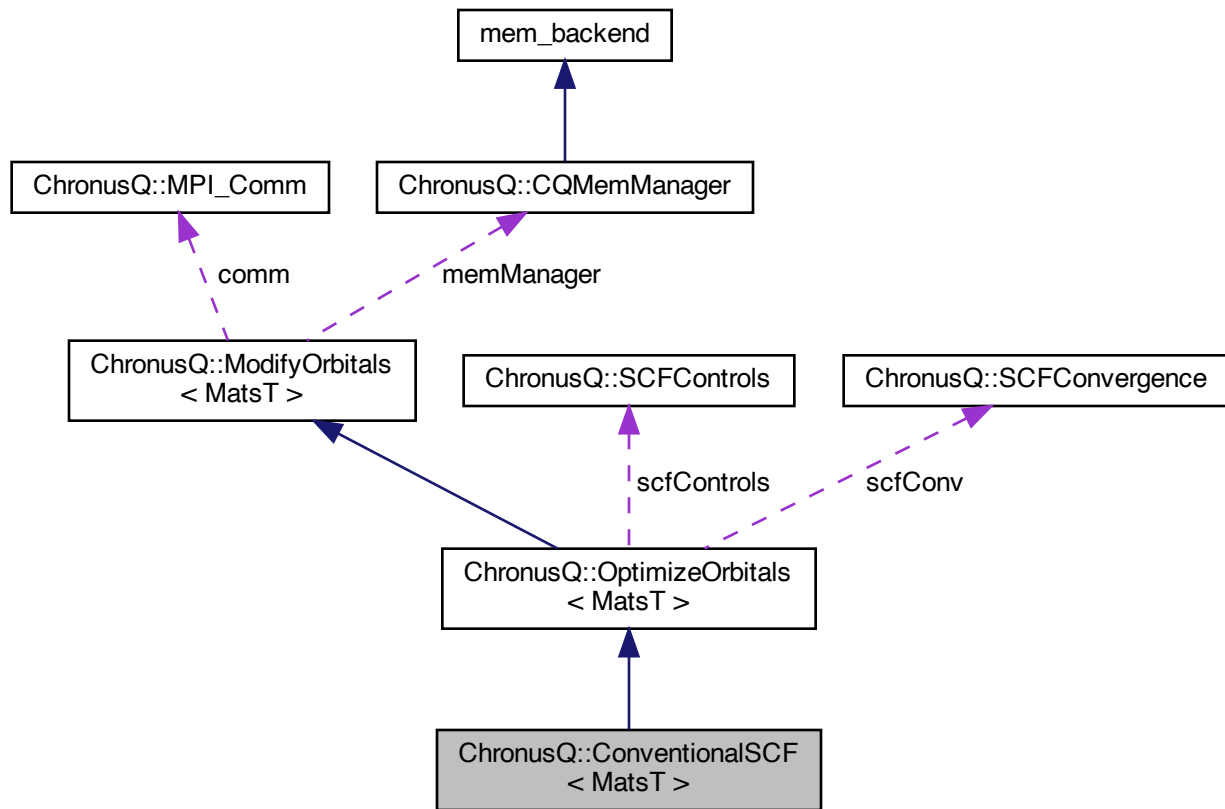 mem_backend
ChronusQ::MPI_Comm
ChronusQ::CQMemManager
comm
memManager
ChronusQ::ModifyOrbitals
< MatsT >
ChronusQ::SCFControls
ChronusQ::SCFConvergence
scfControls
scfConv
ChronusQ::OptimizeOrbitals
< MatsT >
ChronusQ::ConventionalSCF
< MatsT >